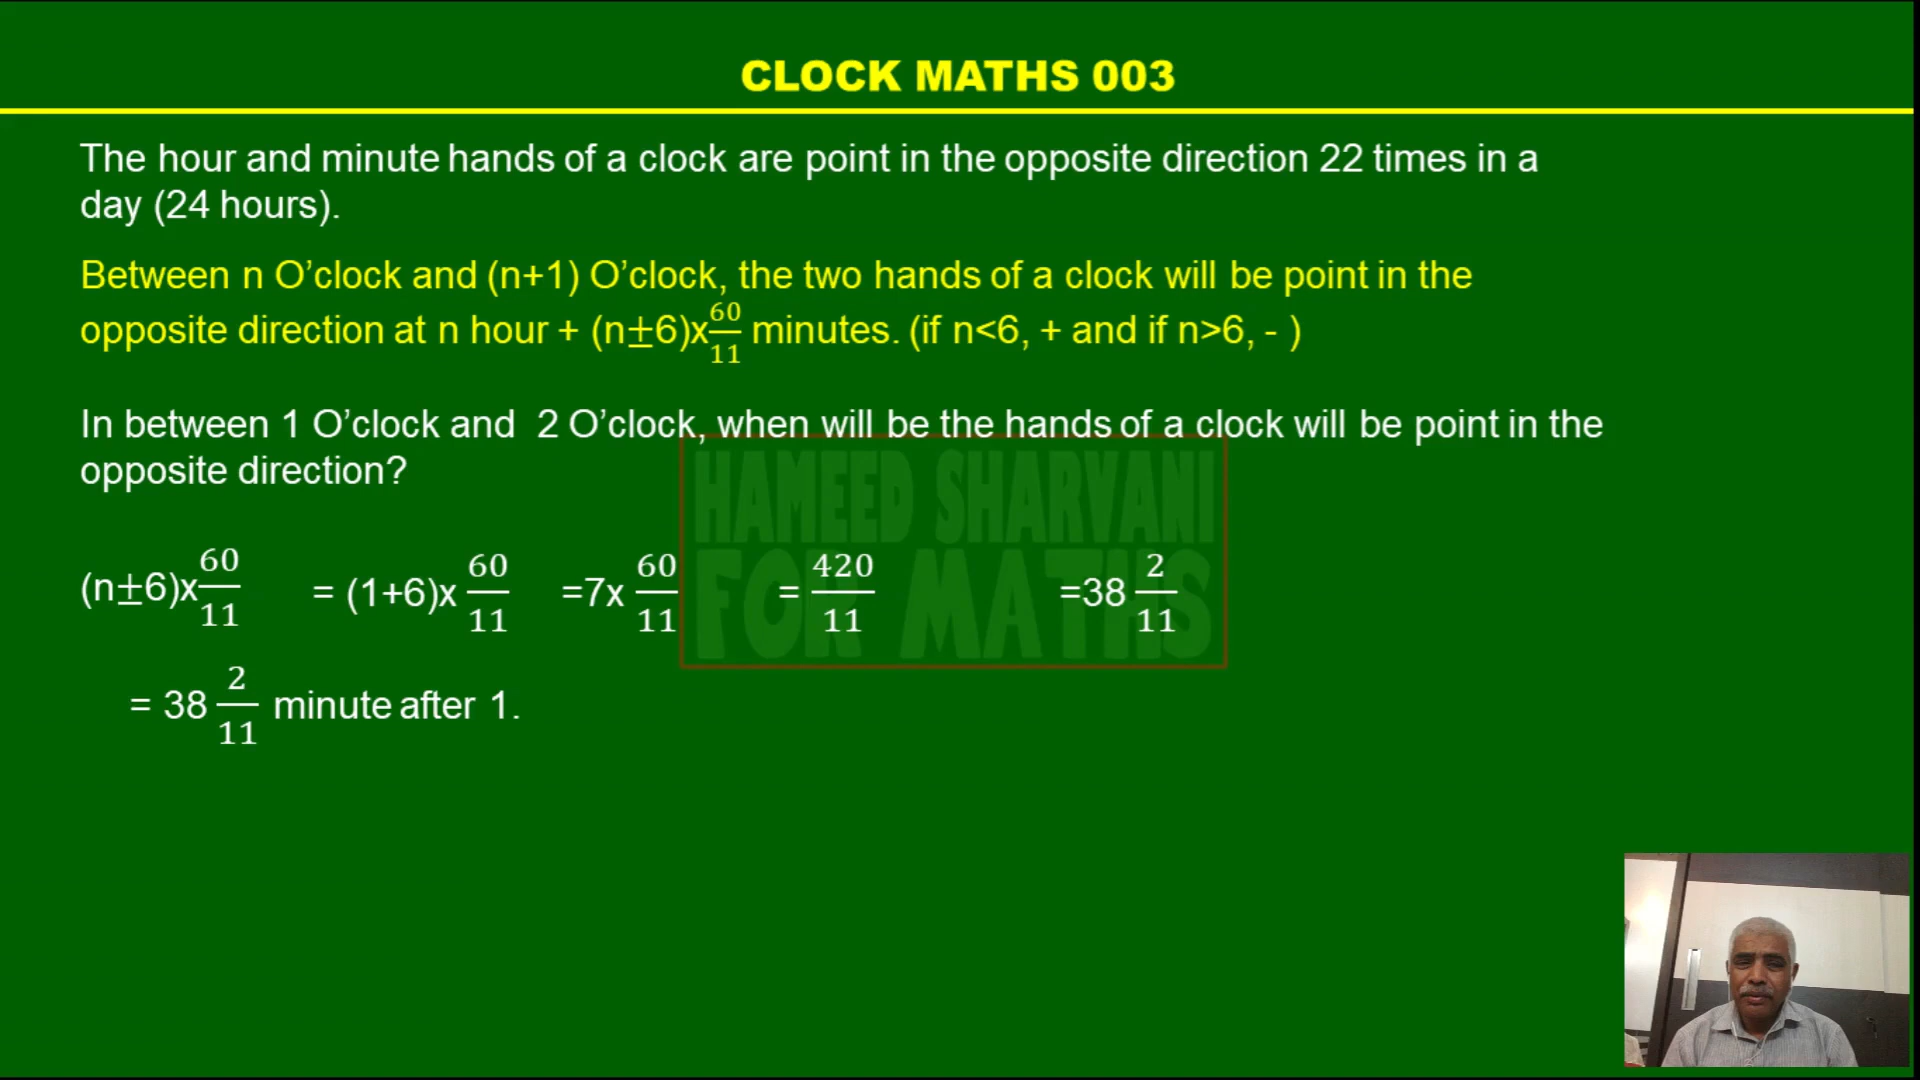 CLOCK MATHS 003
The hour and minute hands of a clock are point in the opposite direction 22 times in a
day (24 hours).
Between n O’clock and (n+1) O’clock, the two hands of a clock will be point in the
opposite direction at n hour + (n±6)x60/11 minutes. (if n<6, + and if n>6, - )
In between 1 O’clock and 2 O’clock, when will be the hands of a clock will be point in the
opposite direction?
HAMEED SHARVANI
FOR MATHS
(n±6)x60/11 = (1+6)x 60/11 =7x 60/11 = 420/11 =38 2/11
= 38 2/11 minute after 1.